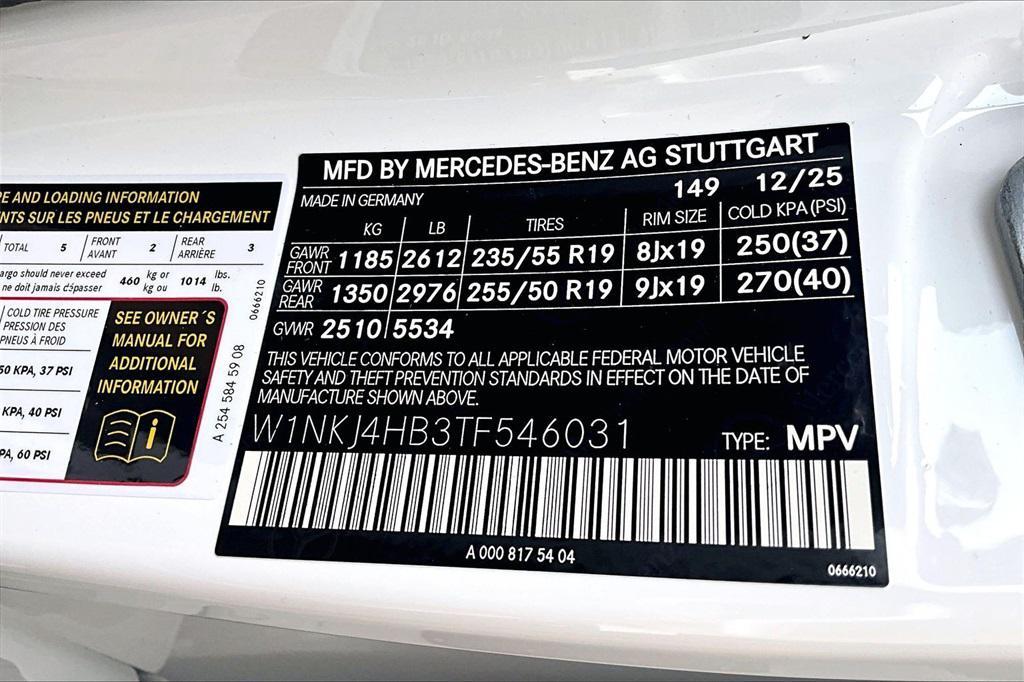 PE AND LOADING INFORMATION
NTS SUR LES PNEUS ET LE CHARGEMENT
TOTAL 5 FRONT AVANT 2 REAR ARRIÈRE 3
should never exceed 460 kg or 1014 lbs.
ne doit jamais dépasser kg ou lb.
COLD TIRE PRESSURE
PRESSION DES
PNEUS À FROID
50 KPA, 37 PSI
KPA, 40 PSI
PA, 60 PSI
SEE OWNER´S
MANUAL FOR
ADDITIONAL
INFORMATION
i
A 254 584 59 08
0666210
MFD BY MERCEDES-BENZ AG STUTTGART
MADE IN GERMANY 149 12/25
KG LB TIRES RIM SIZE COLD KPA (PSI)
GAWR FRONT 1185 2612 235/55 R19 8Jx19 250(37)
GAWR REAR 1350 2976 255/50 R19 9Jx19 270(40)
GVWR 2510 5534
THIS VEHICLE CONFORMS TO ALL APPLICABLE FEDERAL MOTOR VEHICLE
SAFETY AND THEFT PREVENTION STANDARDS IN EFFECT ON THE DATE OF
MANUFACTURE SHOWN ABOVE.
W1NKJ4HB3TF546031 TYPE: MPV
A 000 817 54 04
0666210